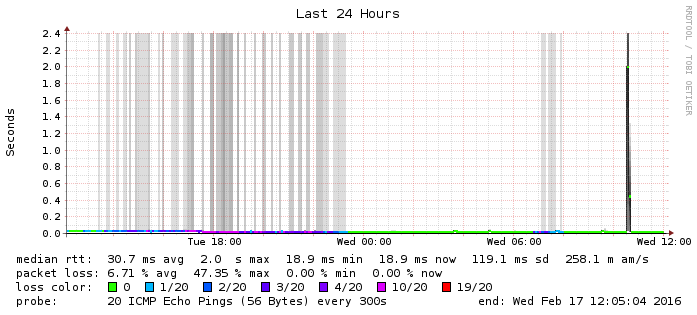 Last 24 Hours
RRDTOOL / TOBI OETIKER
Seconds
2.4
2.2
2.0
1.8
1.6
1.4
1.2
1.0
0.8
0.6
0.4
0.2
0.0
Tue 18:00 Wed 00:00 Wed 06:00 Wed 12:00
median rtt: 30.7 ms avg 2.0 s max 18.9 ms min 18.9 ms now 119.1 ms sd 258.1 m am/s
packet loss: 6.71 % avg 47.35 % max 0.00 % min 0.00 % now
loss color: 0 1/20 2/20 3/20 4/20 10/20 19/20
probe: 20 ICMP Echo Pings (56 Bytes) every 300s end: Wed Feb 17 12:05:04 2016